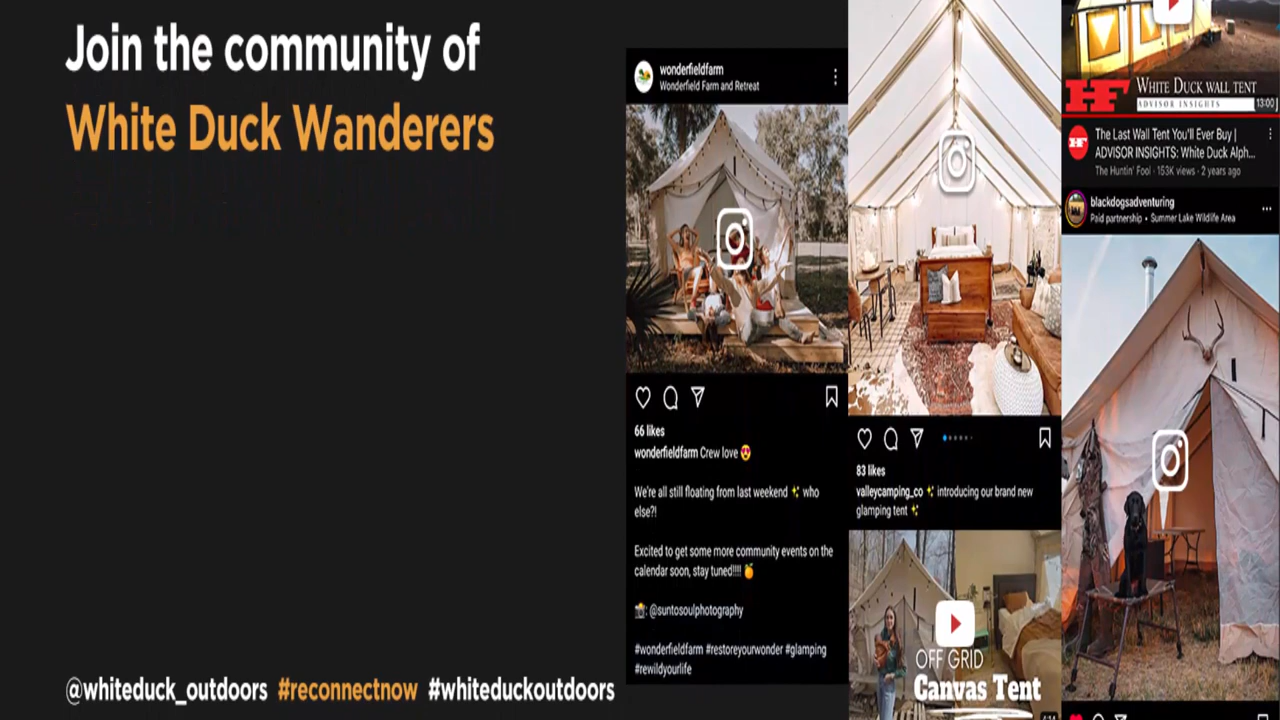 Join the community of
White Duck Wanderers
@whiteduck_outdoors #reconnectnow #whiteduckoutdoors
wonderfieldfarm
Wonderfield Farm and Retreat
66 likes
wonderfieldfarm Crew love 😍
We're all still floating from last weekend ✨ who
else?!
Excited to get some more community events on the
calendar soon, stay tuned!!!! 🍊
📸: @suntosoulphotography
#wonderfieldfarm #restoreyourwonder #glamping
#rewildyourlife
83 likes
valleycamping_co ✨ introducing our brand new
glamping tent ✨
OFF GRID
Canvas Tent
HF WHITE DUCK WALL TENT
ADVISOR INSIGHTS
13:00
HF
The Last Wall Tent You'll Ever Buy |
ADVISOR INSIGHTS: White Duck Alph...
The Huntin' Fool · 153K views · 2 years ago
blackdogsadventuring
Paid partnership • Summer Lake Wildlife Area